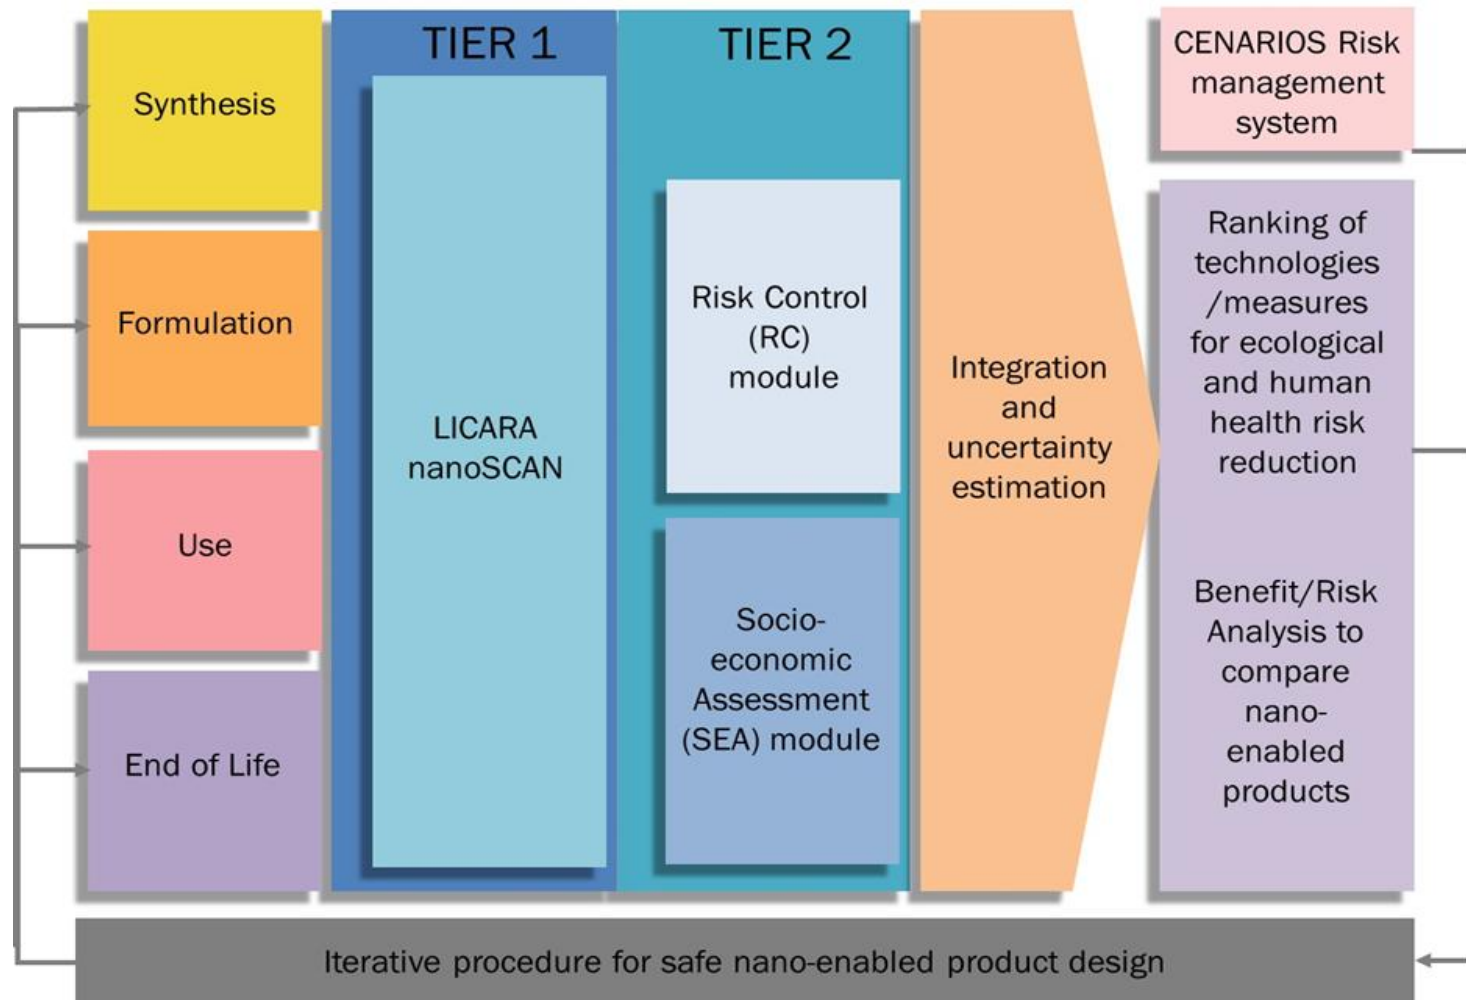 Synthesis
Formulation
Use
End of Life
TIER 1
LICARA
nanoSCAN
TIER 2
Risk Control
(RC)
module
Socio-
economic
Assessment
(SEA) module
Integration
and
uncertainty
estimation
CENARIOS Risk
management
system
Ranking of
technologies
/measures
for ecological
and human
health risk
reduction
Benefit/Risk
Analysis to
compare
nano-
enabled
products
Iterative procedure for safe nano-enabled product design